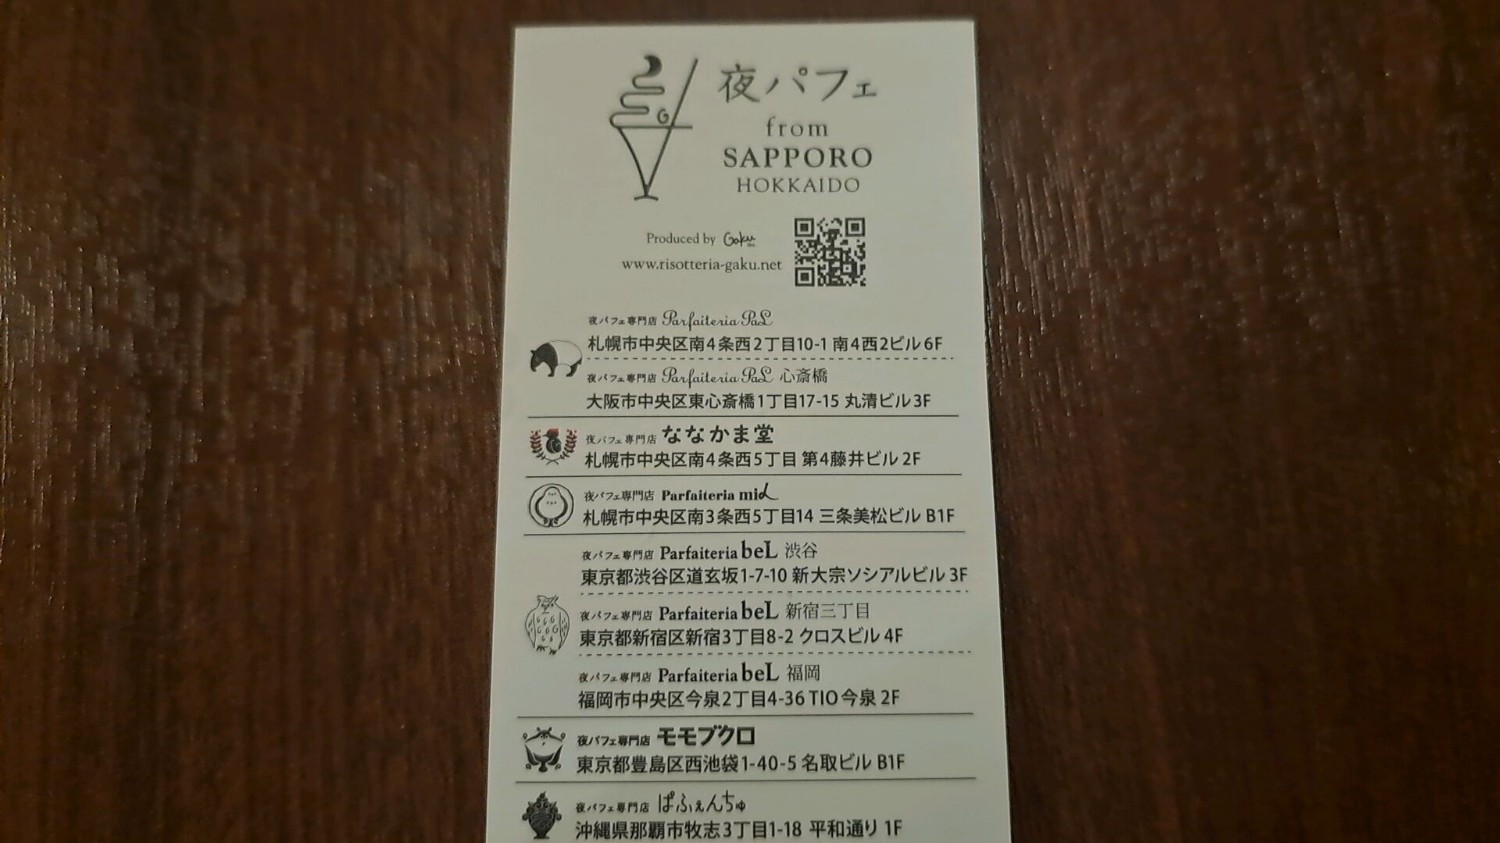 夜パフェ
from
SAPPORO
HOKKAIDO
Produced by Gaku
www.risotteria-gaku.net
夜パフェ専門店 Parfaiteria PaL
札幌市中央区南4条西2丁目10-1 南4西2ビル 6F
夜パフェ専門店 Parfaiteria PaL 心斎橋
大阪市中央区東心斎橋1丁目17-15 丸清ビル3F
夜パフェ専門店 ななかま堂
札幌市中央区南4条西5丁目 第4藤井ビル 2F
夜パフェ専門店 Parfaiteria miL
札幌市中央区南3条西5丁目14 三条美松ビル B1F
夜パフェ専門店 Parfaiteria beL 渋谷
東京都渋谷区道玄坂1-7-10 新大宗ソシアルビル 3F
夜パフェ専門店 Parfaiteria beL 新宿三丁目
東京都新宿区新宿3丁目8-2 クロスビル 4F
夜パフェ専門店 Parfaiteria beL 福岡
福岡市中央区今泉2丁目4-36 TIO今泉 2F
夜パフェ専門店 モモブクロ
東京都豊島区西池袋1-40-5 名取ビル B1F
夜パフェ専門店 ぱふぇんちゅ
沖縄県那覇市牧志3丁目1-18 平和通り 1F